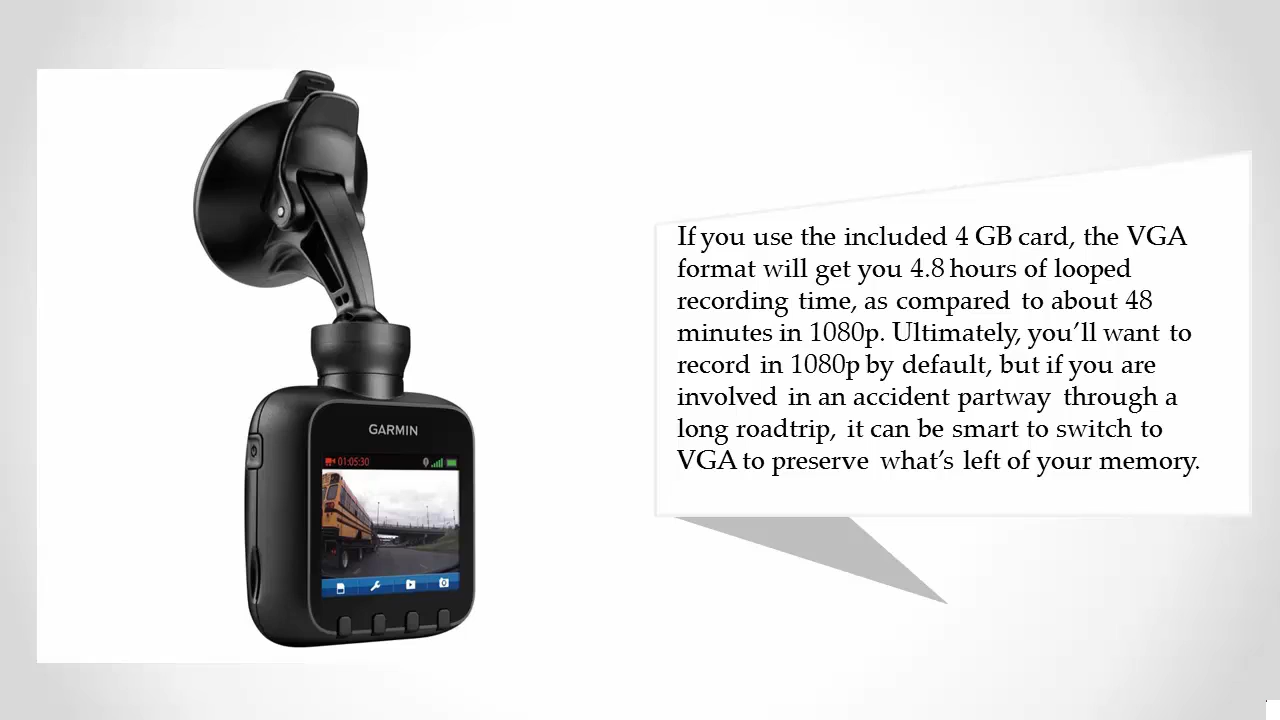 GARMIN
01:05:30
If you use the included 4 GB card, the VGA
format will get you 4.8 hours of looped
recording time, as compared to about 48
minutes in 1080p. Ultimately, you’ll want to
record in 1080p by default, but if you are
involved in an accident partway through a
long roadtrip, it can be smart to switch to
VGA to preserve what’s left of your memory.